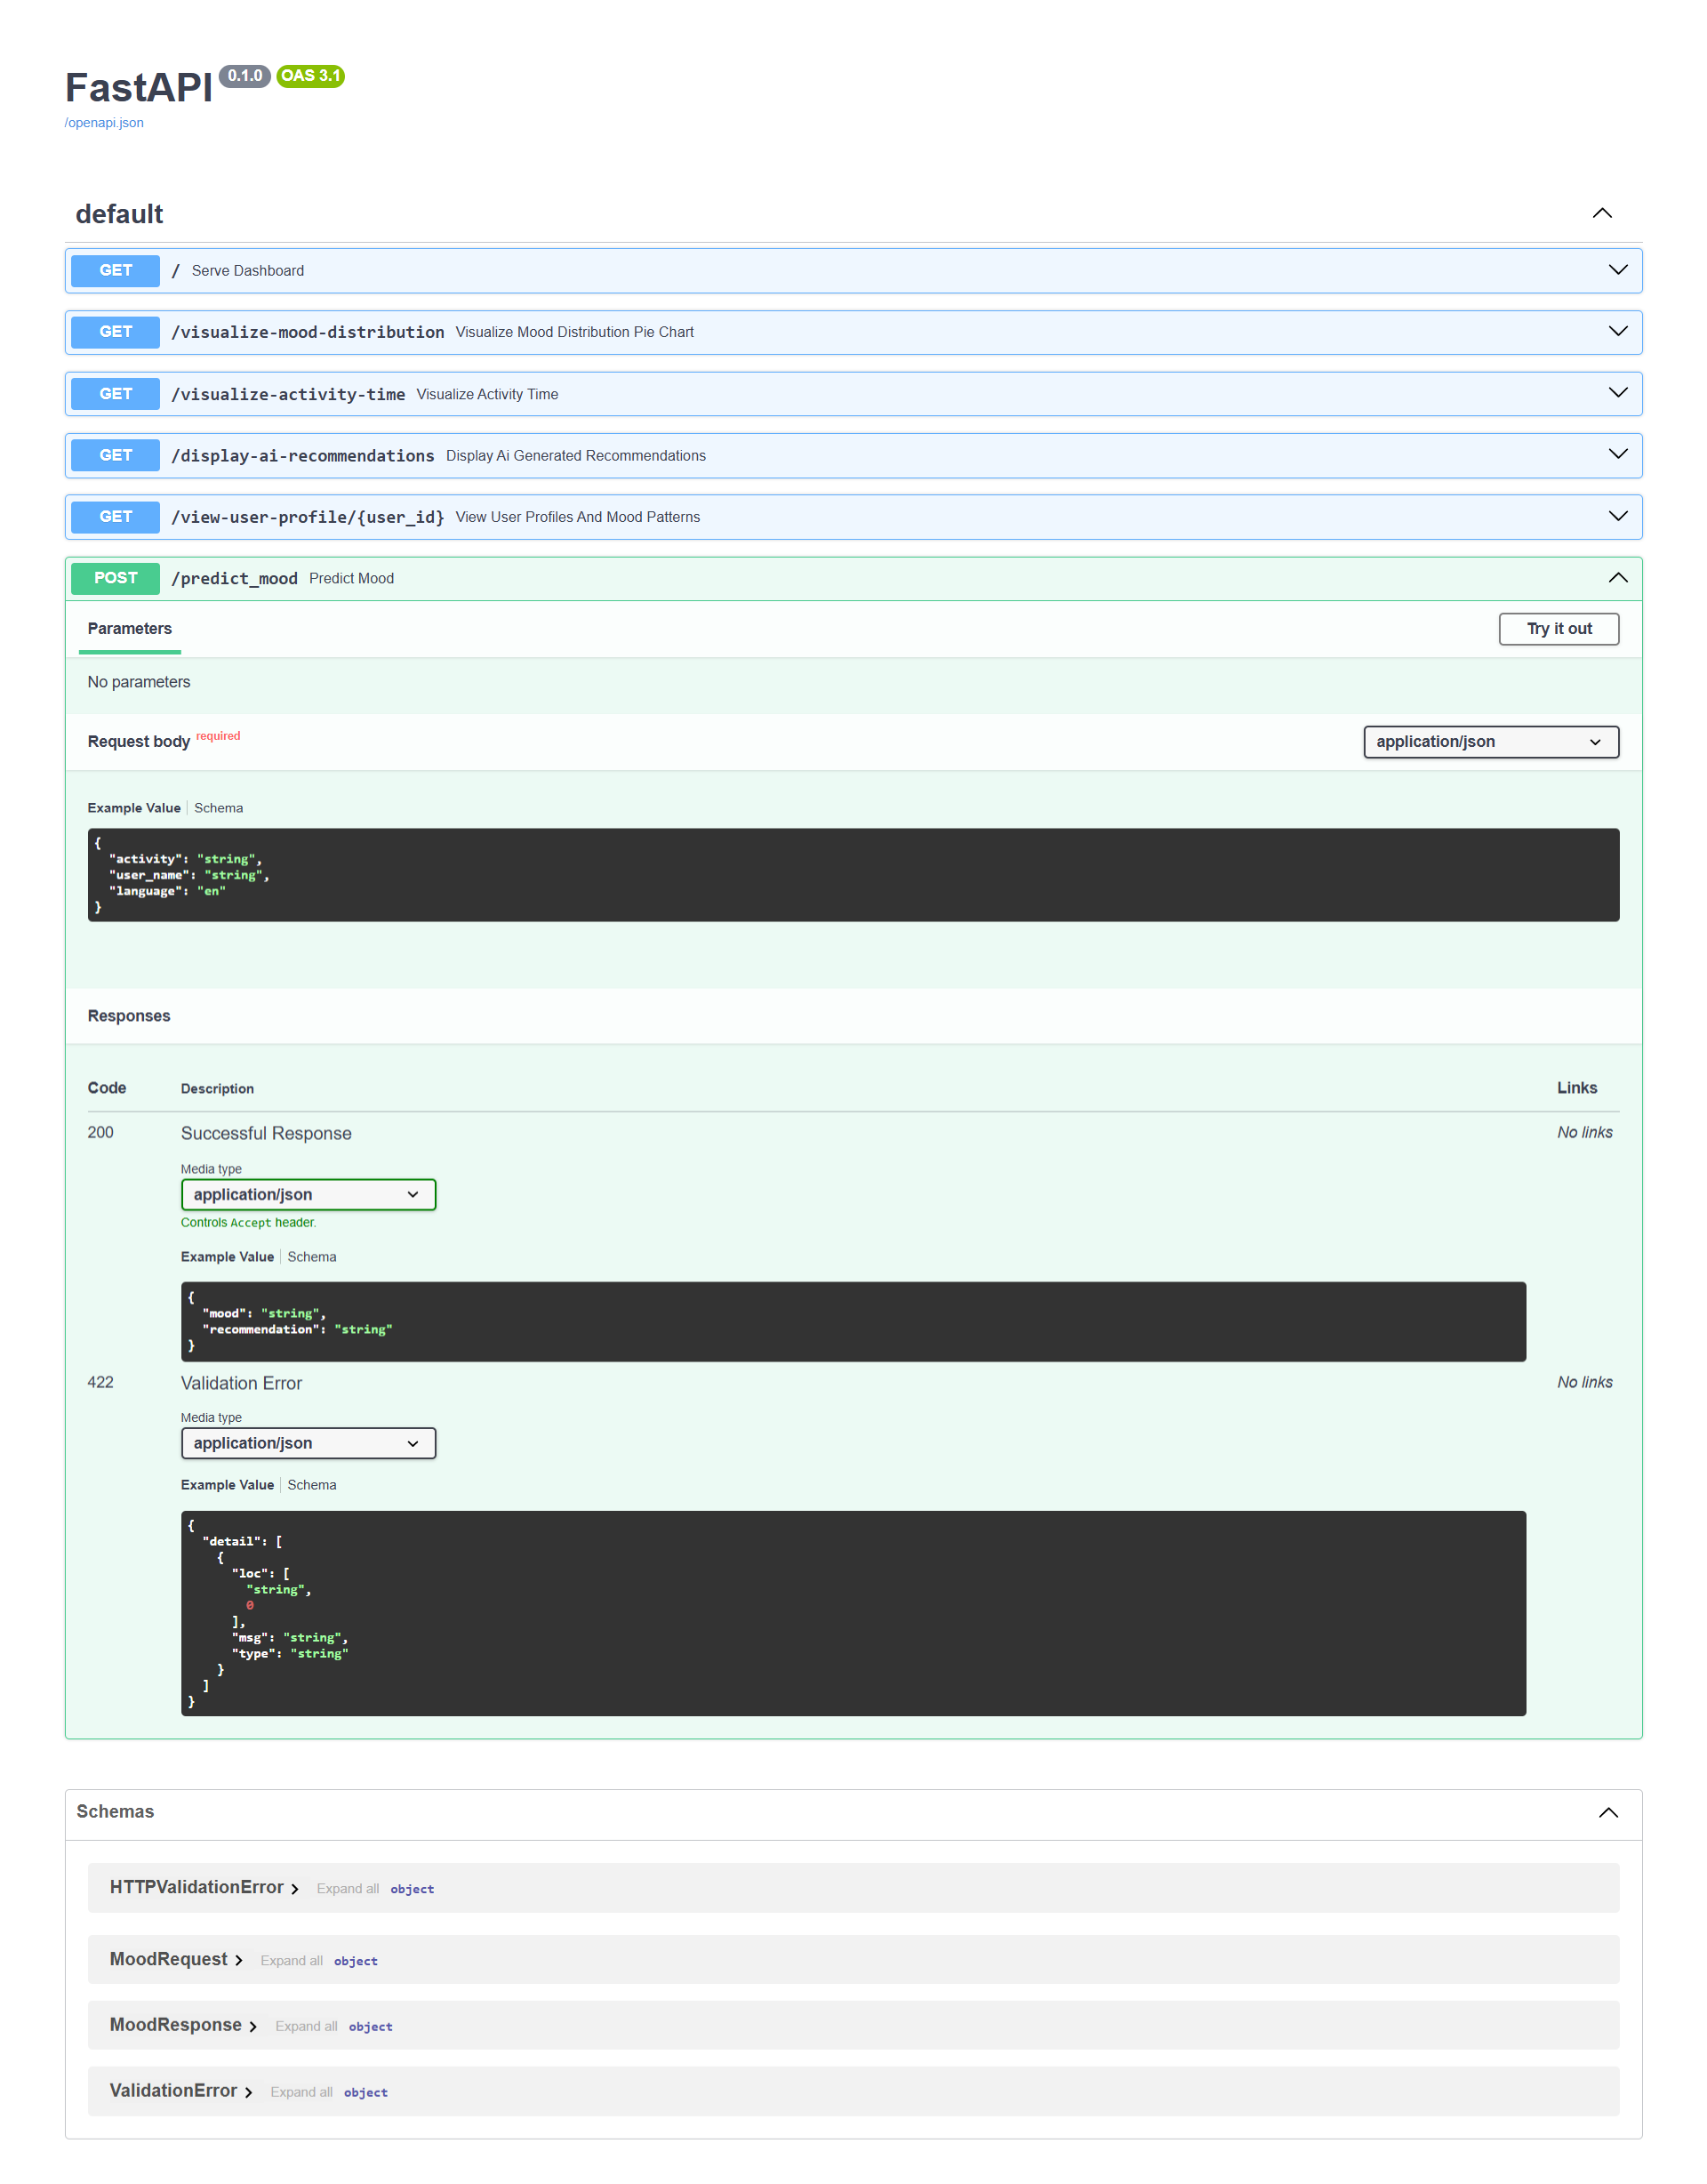 FastAPI 0.1.0 OAS 3.1
/openapi.json
default
GET / Serve Dashboard
GET /visualize-mood-distribution Visualize Mood Distribution Pie Chart
GET /visualize-activity-time Visualize Activity Time
GET /display-ai-recommendations Display Ai Generated Recommendations
GET /view-user-profile/{user_id} View User Profiles And Mood Patterns
POST /predict_mood Predict Mood
Parameters Try it out
No parameters
Request body required application/json
Example Value Schema
{
"activity": "string",
"user_name": "string",
"language": "en"
}
Responses
Code Description Links
200 Successful Response No links
Media type
application/json
Controls Accept header.
Example Value Schema
{
"mood": "string",
"recommendation": "string"
}
422 Validation Error No links
Media type
application/json
Example Value Schema
{
"detail": [
{
"loc": [
"string",
0
],
"msg": "string",
"type": "string"
}
]
}
Schemas
HTTPValidationError Expand all object
MoodRequest Expand all object
MoodResponse Expand all object
ValidationError Expand all object